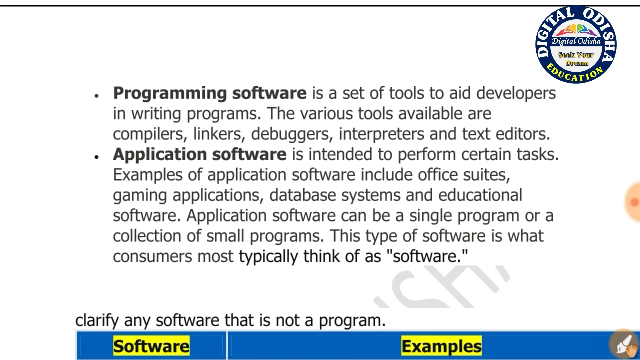 DIGITAL ODISHA
Digital Odisha
Seek Your
Dream
EDUCATION
• Programming software is a set of tools to aid developers
in writing programs. The various tools available are
compilers, linkers, debuggers, interpreters and text editors.
• Application software is intended to perform certain tasks.
Examples of application software include office suites,
gaming applications, database systems and educational
software. Application software can be a single program or a
collection of small programs. This type of software is what
consumers most typically think of as "software."
clarify any software that is not a program.
Software Examples